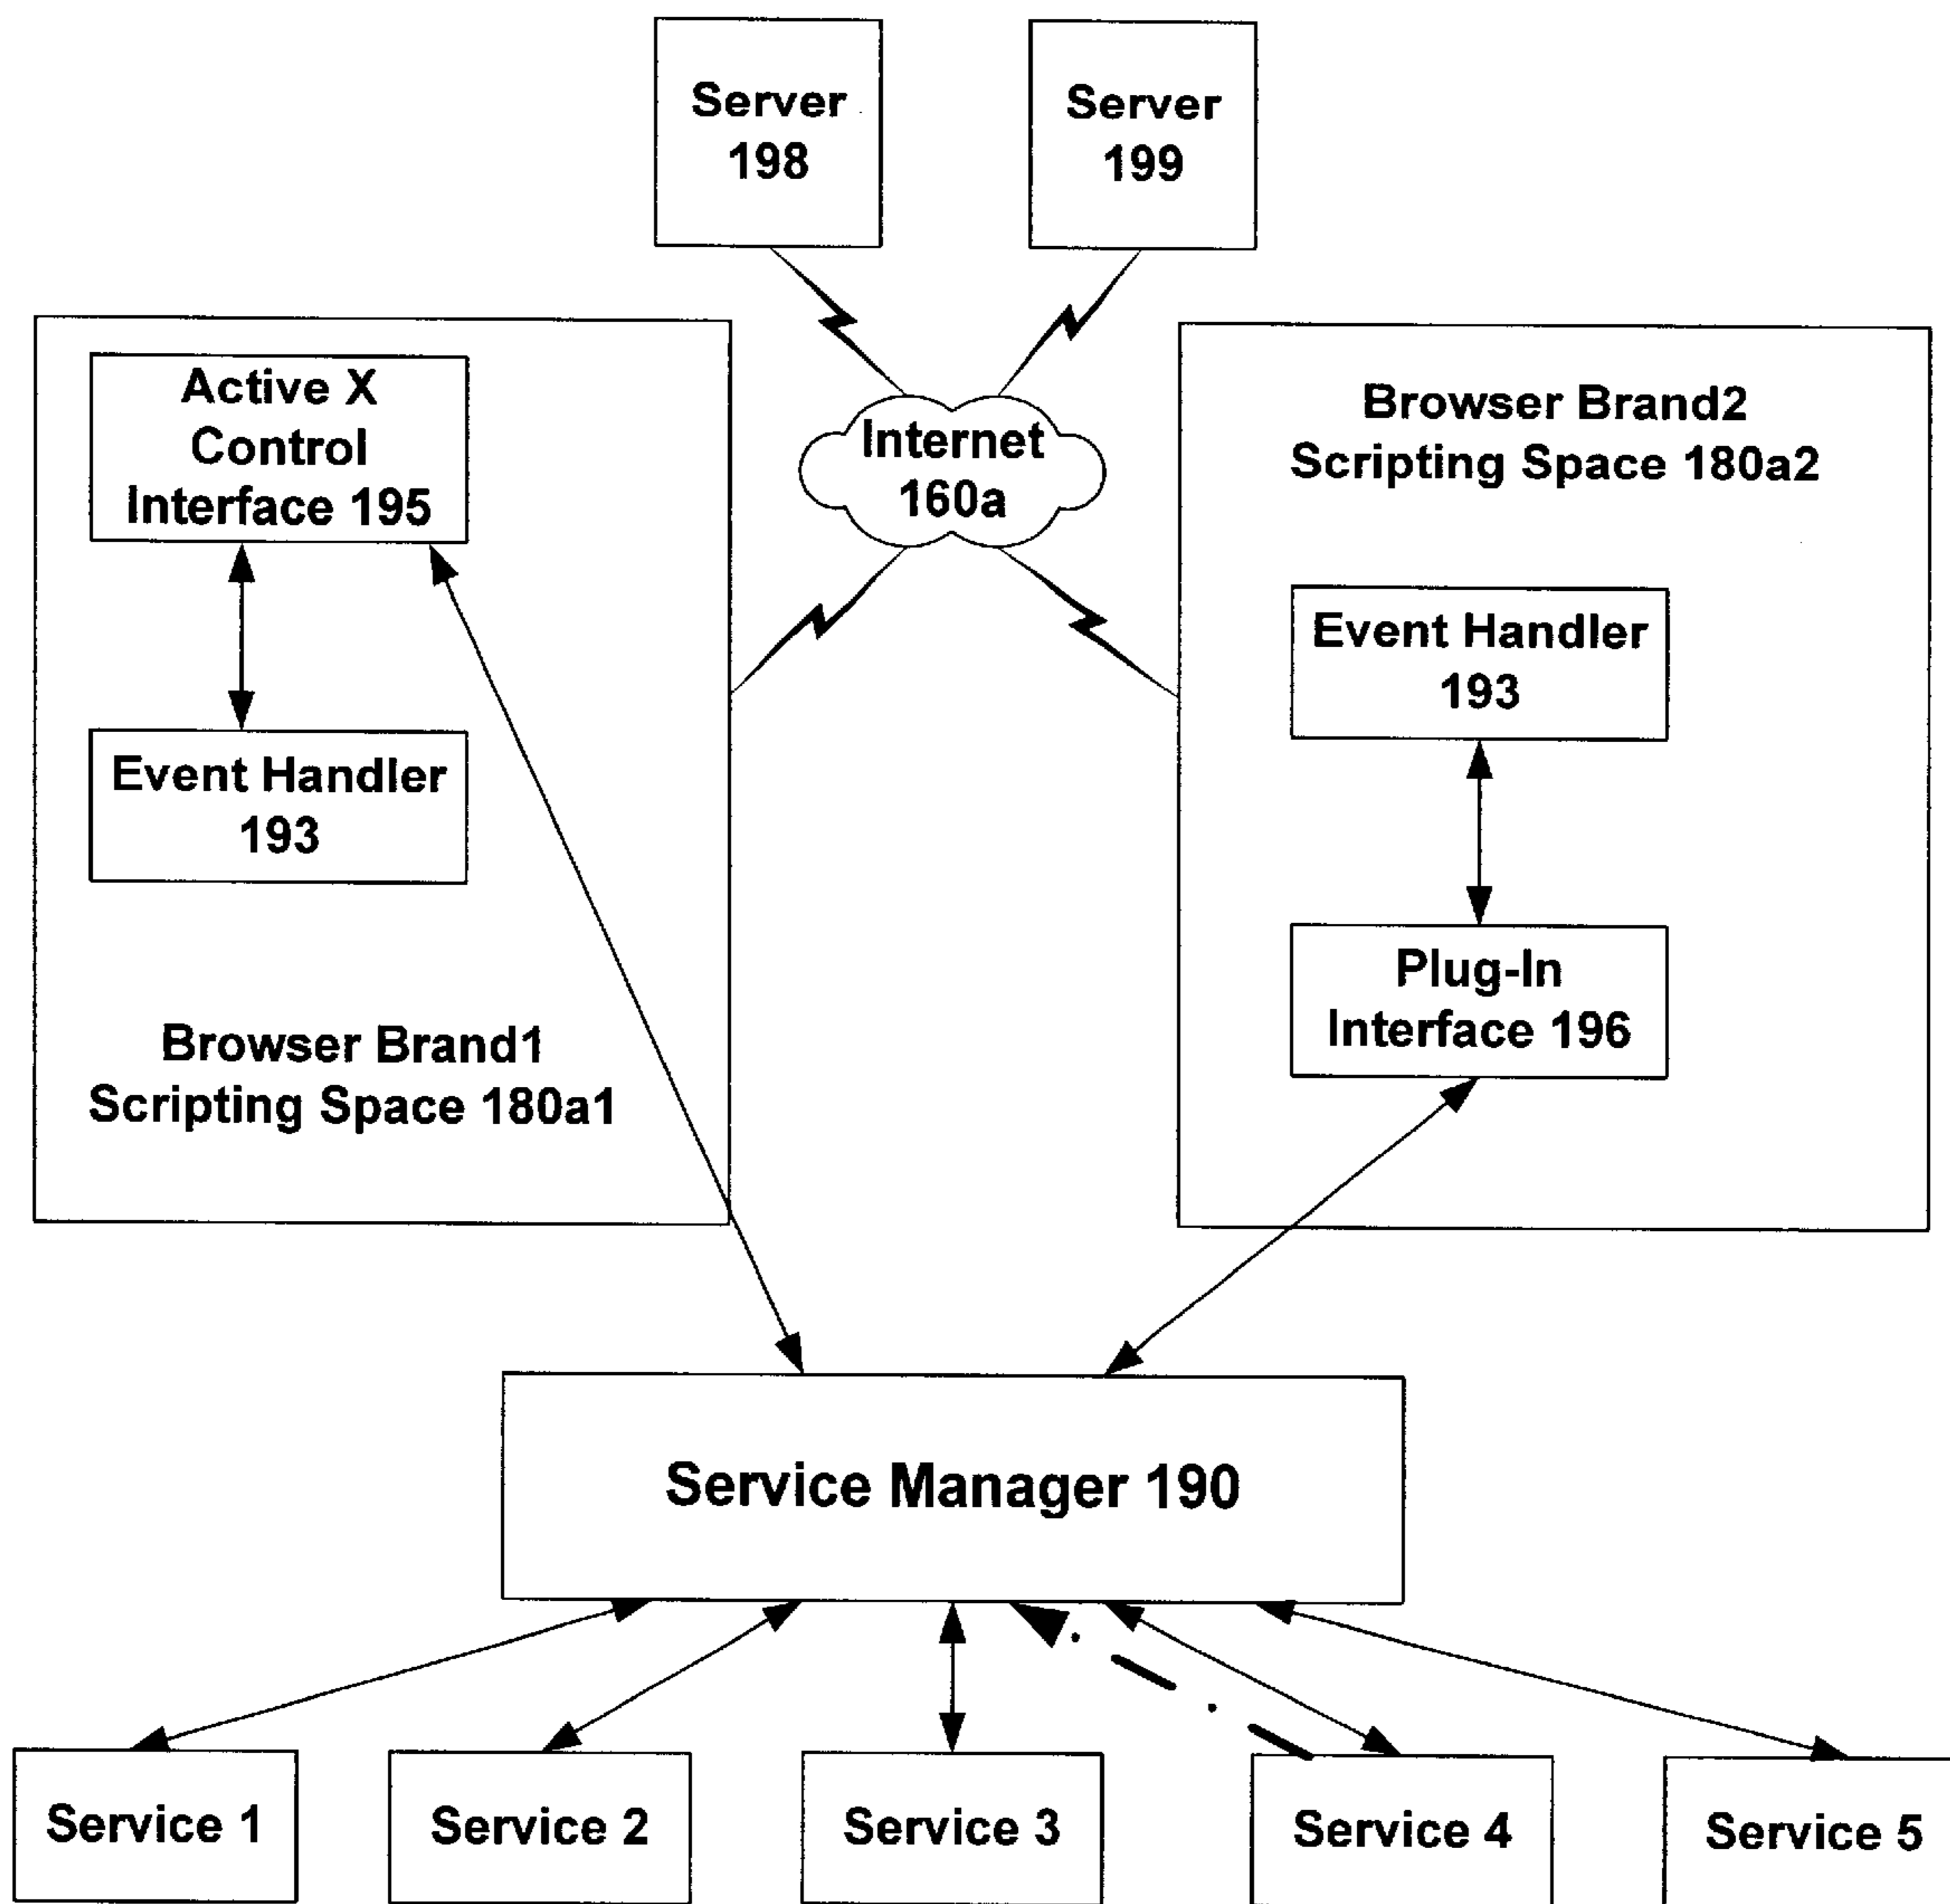 Server
198
Server
199
Active X
Control
Interface 195
Internet
160a
Browser Brand2
Scripting Space 180a2
Event Handler
193
Event Handler
193
Plug-In
Interface 196
Browser Brand1
Scripting Space 180a1
Service Manager 190
Service 1
Service 2
Service 3
Service 4
Service 5